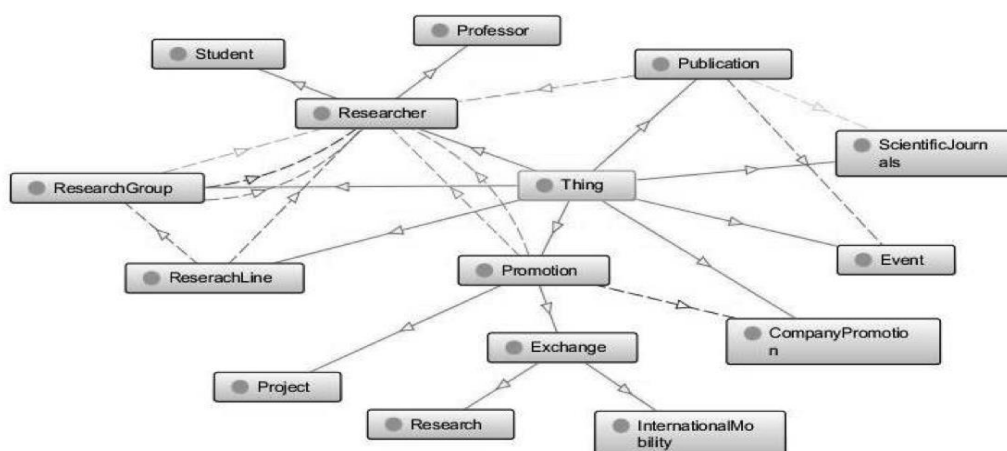 Professor
Student
Publication
Researcher
ScientificJourn
als
ResearchGroup
Thing
ReserachLine
Promotion
Event
CompanyPromotio
n
Exchange
Project
Research
InternationalMo
bility